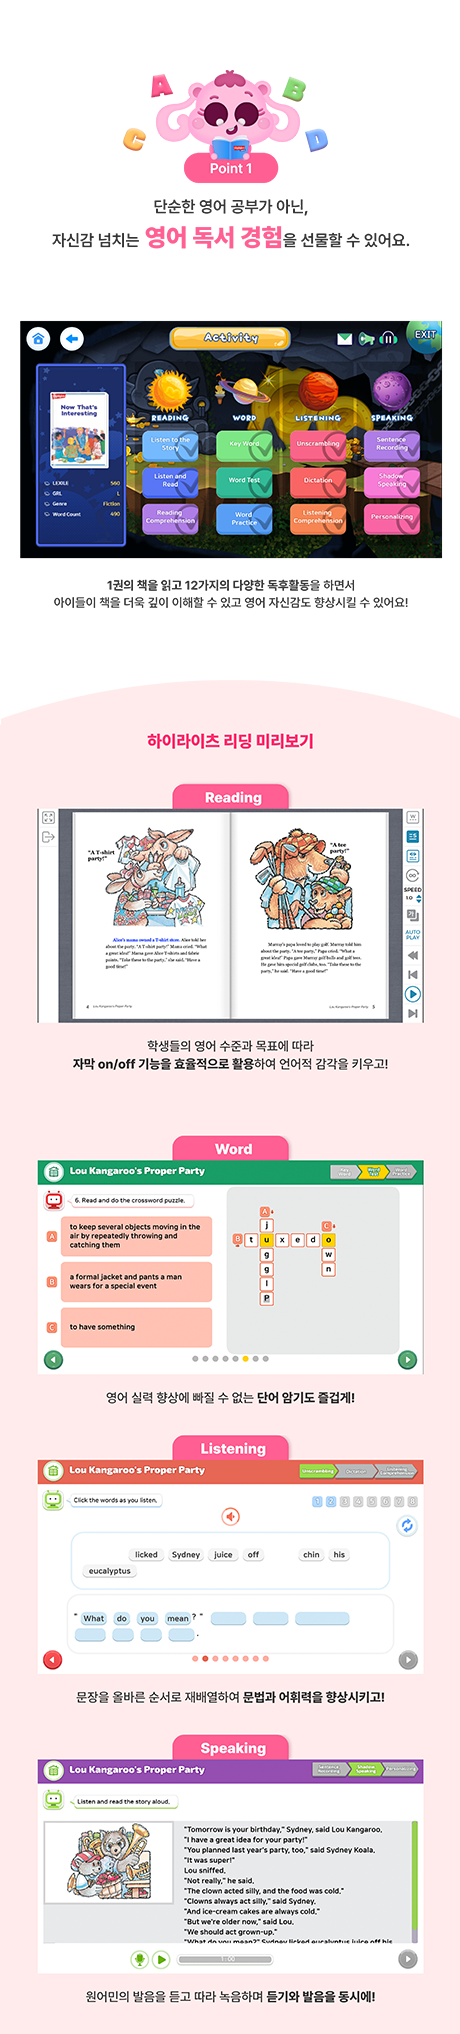 A
B
C
D
Point 1
단순한 영어 공부가 아닌,
자신감 넘치는 영어 독서 경험을 선물할 수 있어요.
Activity
EXIT
Now That's
Interesting
LEXILE 560
GRL L
Genre Fiction
Word Count 490
READING
WORD
LISTENING
SPEAKING
Listen to the
Story
Key Word
Unscrambling
Sentence
Recording
Listen and
Read
Word Test
Dictation
Shadow
Speaking
Reading
Comprehension
Word
Practice
Listening
Comprehension
Personalizing
1권의 책을 읽고 12가지의 다양한 독후활동을 하면서
아이들이 책을 더욱 깊이 이해할 수 있고 영어 자신감도 향상시킬 수 있어요!
하이라이츠 리딩 미리보기
Reading
"A T-shirt
party!"
Alice's mama owned a T-shirt store. Alice told her
about the party. "A T-shirt party!" Mama cried. "What
a great idea!" Mama gave Alice T-shirts and fabric
paints. "Take these to the party," she said. "Have a
good time!"
4 Lou Kangaroo's Proper Party
"A tee
party!"
Murray's papa loved to play golf. Murray told him
about the party. "A tee party," Papa cried. "What a
great idea!" Papa gave Murray golf balls and golf tees.
He gave him special golf clubs, too. "Take these to the
party," he said. "Have a good time!"
Lou Kangaroo's Proper Party 5
W
SPEED
1.0
가
AUTO
PLAY
학생들의 영어 수준과 목표에 따라
자막 on/off 기능을 효율적으로 활용하여 언어적 감각을 키우고!
Word
Lou Kangaroo's Proper Party
Key
Word
Word
Test
Word
Practice
6. Read and do the crossword puzzle.
A
to keep several objects moving in the
air by repeatedly throwing and
catching them
B
a formal jacket and pants a man
wears for a special event
C
to have something
A
j
C
B t u x e d o
g
w
g
n
l
e
영어 실력 향상에 빠질 수 없는 단어 암기도 즐겁게!
Listening
Lou Kangaroo's Proper Party
Unscrambling
Dictation
Listening
Comprehension
Click the words as you listen.
1 2 3 4 5 6 7 8
licked Sydney juice off chin his
eucalyptus
" What do you mean ? "
.
문장을 올바른 순서로 재배열하여 문법과 어휘력을 향상시키고!
Speaking
Lou Kangaroo's Proper Party
Sentence
Recording
Shadow
Speaking
Personalizing
Listen and read the story aloud.
"Tomorrow is your birthday," Sydney, said Lou Kangaroo,
"I have a great idea for your party!"
"You planned last year's party, too," said Sydney Koala.
"It was super!"
Lou sniffed.
"Not really," he said.
"The clown acted silly, and the food was cold."
"Clowns always act silly," said Sydney.
"And ice-cream cakes are always cold."
"But we're older now," said Lou.
"We should act grown-up."
"What do you mean?" Sydney licked eucalyptus juice off his
1:00
원어민의 발음을 듣고 따라 녹음하며 듣기와 발음을 동시에!